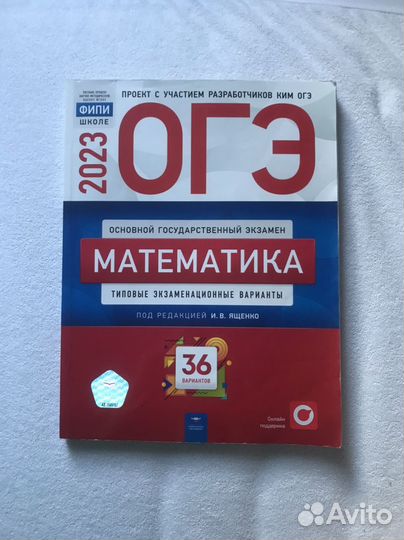 ПРОЕКТ С УЧАСТИЕМ РАЗРАБОТЧИКОВ КИМ ОГЭ
ФИПИ
ШКОЛЕ
2023
ОГЭ
ОСНОВНОЙ ГОСУДАРСТВЕННЫЙ ЭКЗАМЕН
МАТЕМАТИКА
ТИПОВЫЕ ЭКЗАМЕНАЦИОННЫЕ ВАРИАНТЫ
ПОД РЕДАКЦИЕЙ И.В. ЯЩЕНКО
36
ВАРИАНТОВ
Онлайн
поддержка
Avito